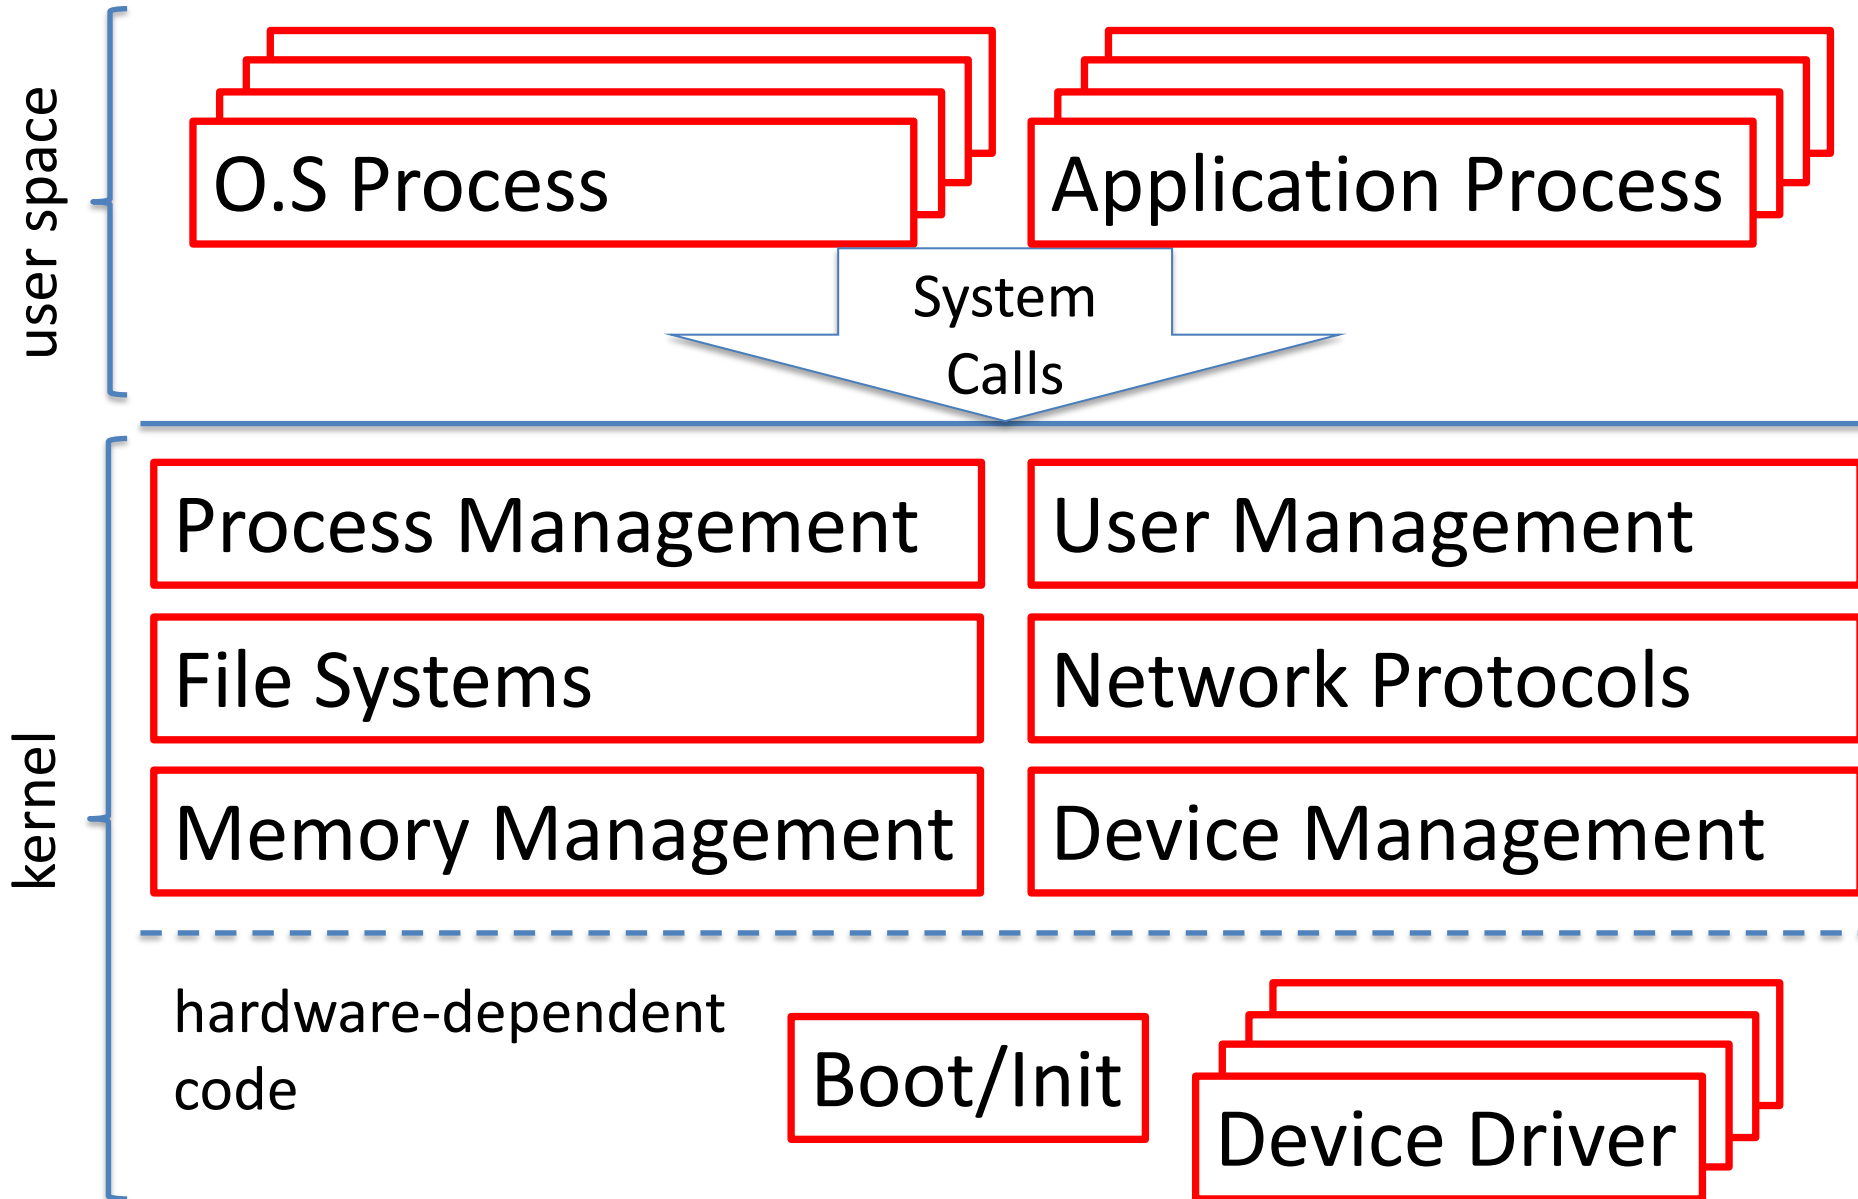 user space
O.S Process
Application Process
System
Calls
kernel
Process Management
User Management
File Systems
Network Protocols
Memory Management
Device Management
hardware-dependent
code
Boot/Init
Device Driver